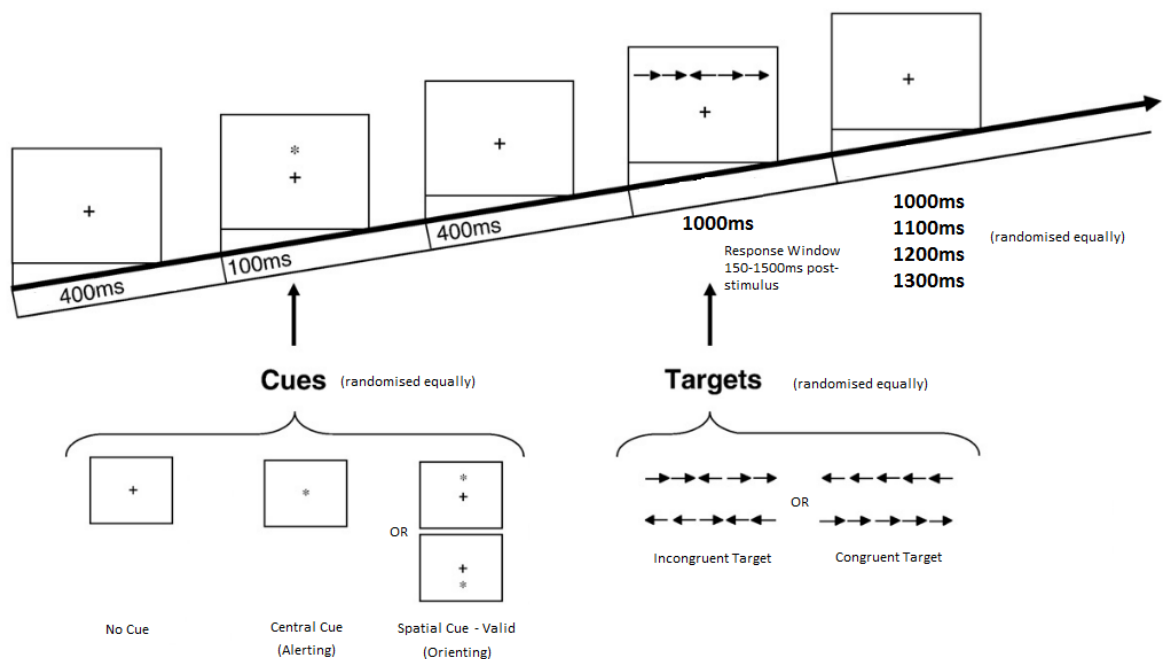 400ms
100ms
400ms
1000ms
Response Window
150-1500ms post-
stimulus
1000ms
1100ms
1200ms
1300ms
(randomised equally)
Cues (randomised equally)
Targets (randomised equally)
OR
OR
No Cue
Central Cue
(Alerting)
Spatial Cue - Valid
(Orienting)
Incongruent Target
Congruent Target